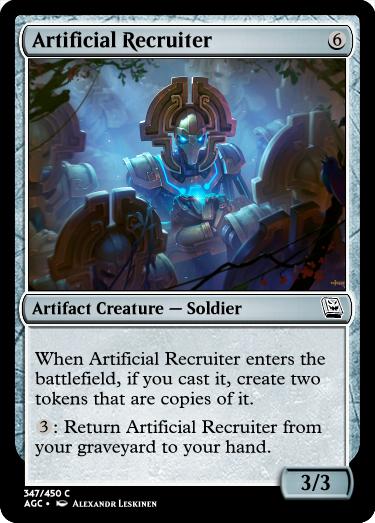 Artificial Recruiter 6
Artifact Creature — Soldier
When Artificial Recruiter enters the
battlefield, if you cast it, create two
tokens that are copies of it.
3 : Return Artificial Recruiter from
your graveyard to your hand.
3/3
347/450 C
AGC • Alexandr Leskinen